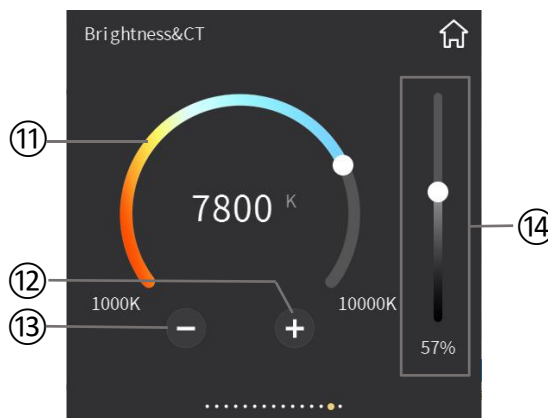 Brightness&CT
⑪
7800 K
⑭
⑫
1000K
10000K
⑬
− +
57%